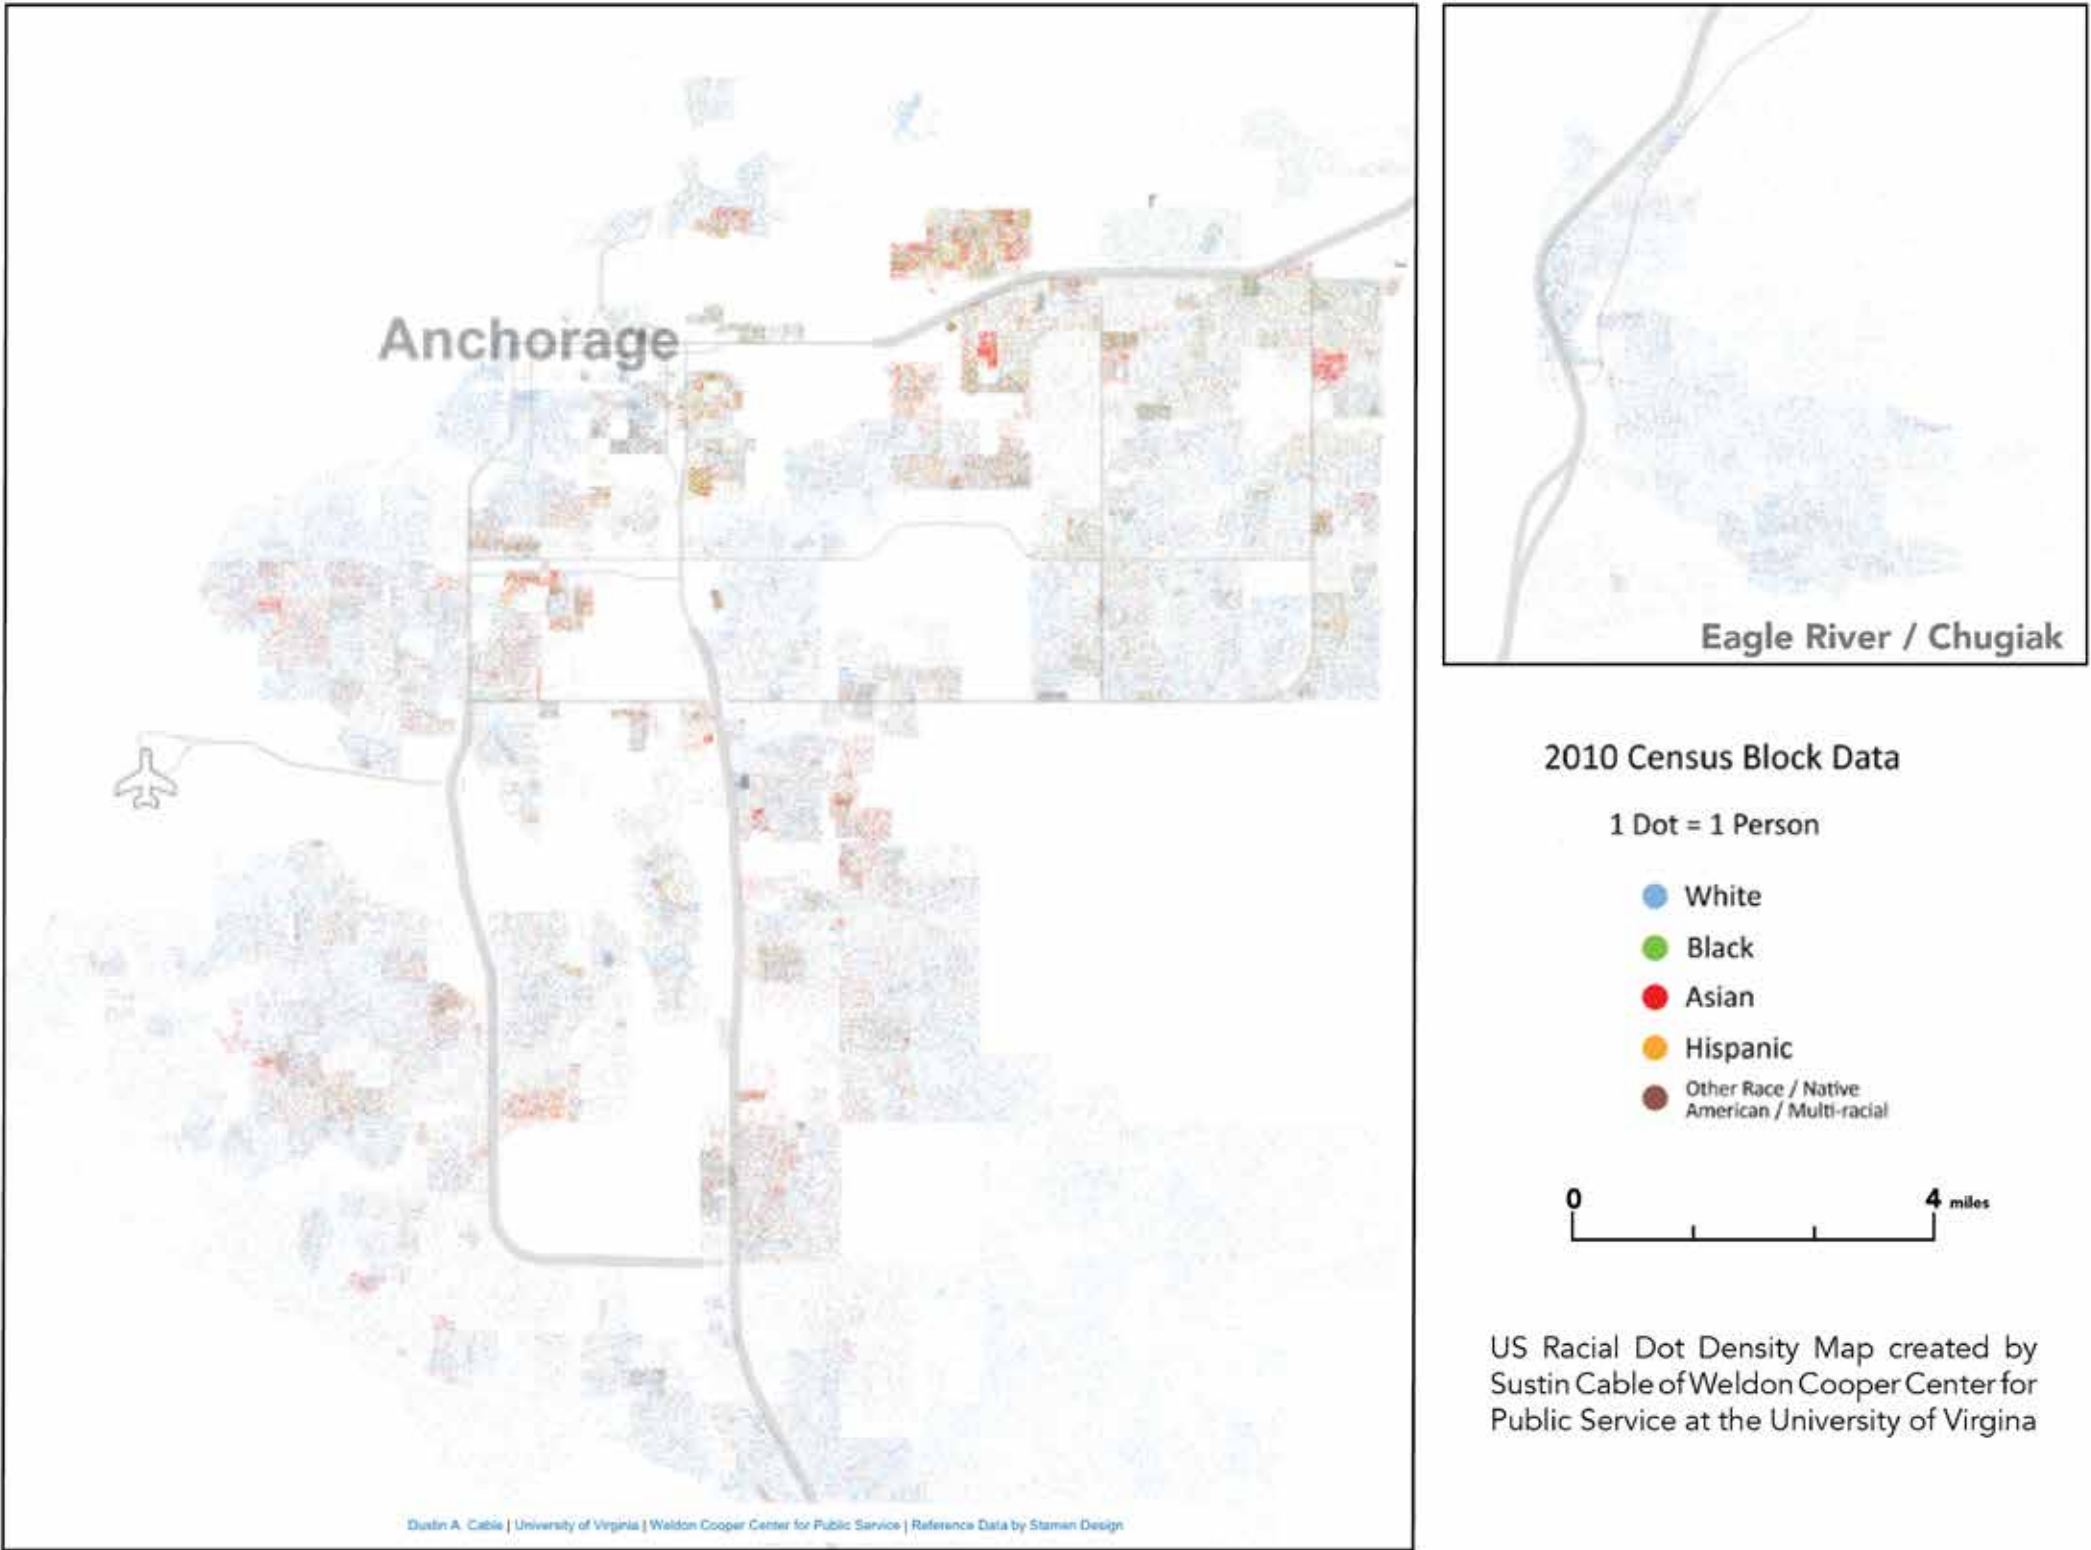 Anchorage
Eagle River / Chugiak
2010 Census Block Data
1 Dot = 1 Person
White
Black
Asian
Hispanic
Other Race / Native
American / Multi-racial
0 4 miles
US Racial Dot Density Map created by
Sustin Cable of Weldon Cooper Center for
Public Service at the University of Virgina
Dustin A. Cable | University of Virginia | Weldon Cooper Center for Public Service | Reference Data by Stamen Design